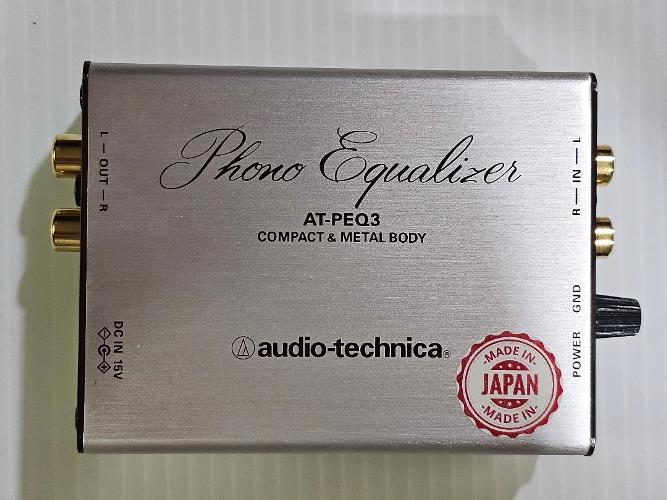 Phono Equalizer
AT-PEQ3
COMPACT & METAL BODY
audio-technica®
L — OUT — R
DC IN 15V
R — IN — L
POWER GND
-MADE IN-
JAPAN
-MADE IN-